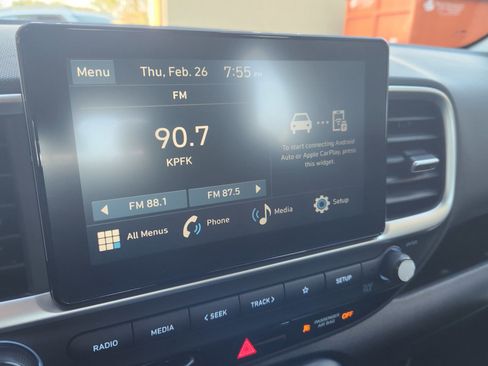 Menu Thu, Feb. 26 7:55 PM
FM
90.7
KPFK
To start connecting Android
Auto or Apple CarPlay, press
this widget.
FM 88.1 FM 87.5
All Menus Phone Media Setup
RADIO MEDIA < SEEK TRACK > SETUP
PASSENGER
AIR BAG OFF